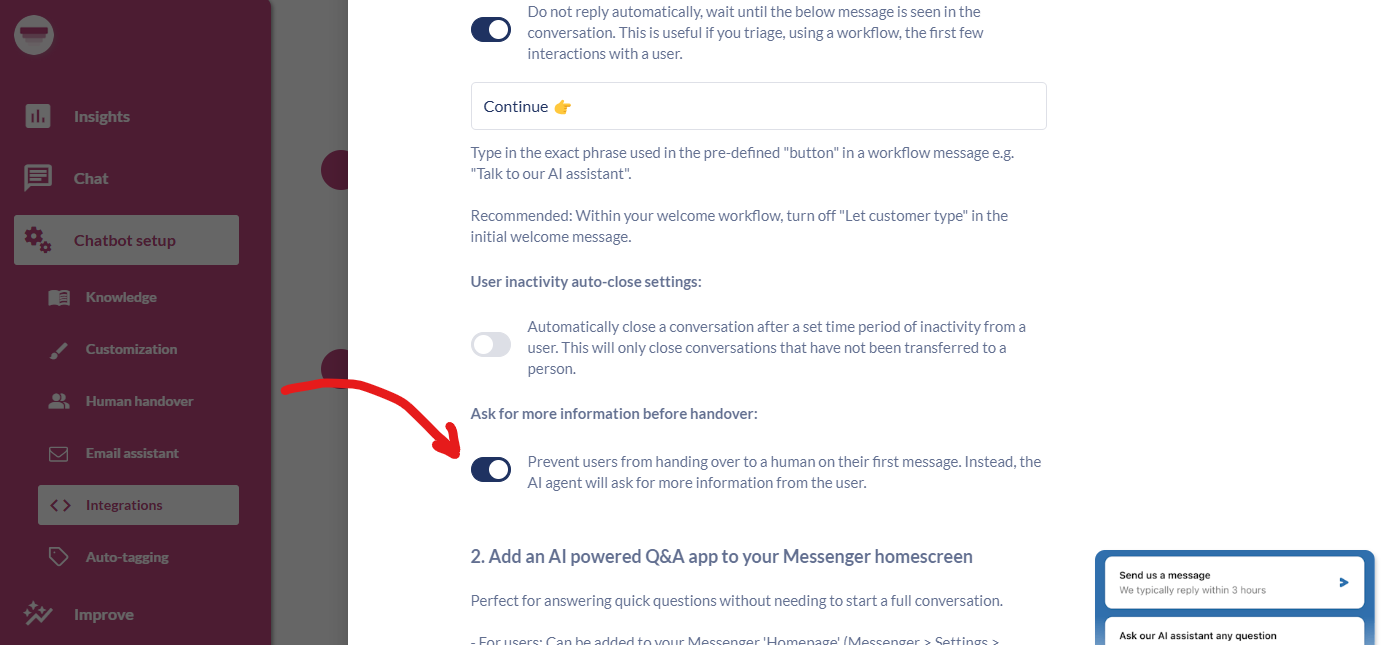 Do not reply automatically, wait until the below message is seen in the
conversation. This is useful if you triage, using a workflow, the first few
interactions with a user.
Continue 👉
Type in the exact phrase used in the pre-defined "button" in a workflow message e.g.
"Talk to our AI assistant".
Recommended: Within your welcome workflow, turn off "Let customer type" in the
initial welcome message.
User inactivity auto-close settings:
Automatically close a conversation after a set time period of inactivity from a
user. This will only close conversations that have not been transferred to a
person.
Ask for more information before handover:
Prevent users from handing over to a human on their first message. Instead, the
AI agent will ask for more information from the user.
2. Add an AI powered Q&A app to your Messenger homescreen
Perfect for answering quick questions without needing to start a full conversation.
- For users: Can be added to your Messenger 'Homepage' (Messenger > Settings >
Insights
Chat
Chatbot setup
Knowledge
Customization
Human handover
Email assistant
Integrations
Auto-tagging
Improve
Send us a message
We typically reply within 3 hours
Ask our AI assistant any question